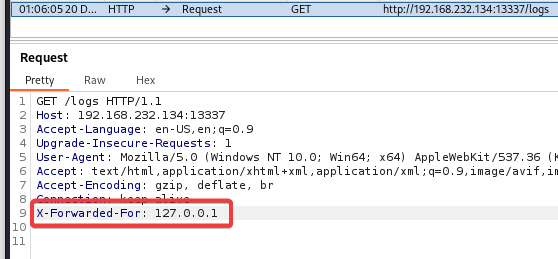 01:06:05 20 D... HTTP → Request GET http://192.168.232.134:13337/logs
Request
Pretty Raw Hex
1 GET /logs HTTP/1.1
2 Host: 192.168.232.134:13337
3 Accept-Language: en-US,en;q=0.9
4 Upgrade-Insecure-Requests: 1
5 User-Agent: Mozilla/5.0 (Windows NT 10.0; Win64; x64) AppleWebKit/537.36 (K
6 Accept: text/html,application/xhtml+xml,application/xml;q=0.9,image/avif,im
7 Accept-Encoding: gzip, deflate, br
8 Connection: keep-alive
9 X-Forwarded-For: 127.0.0.1
10
11